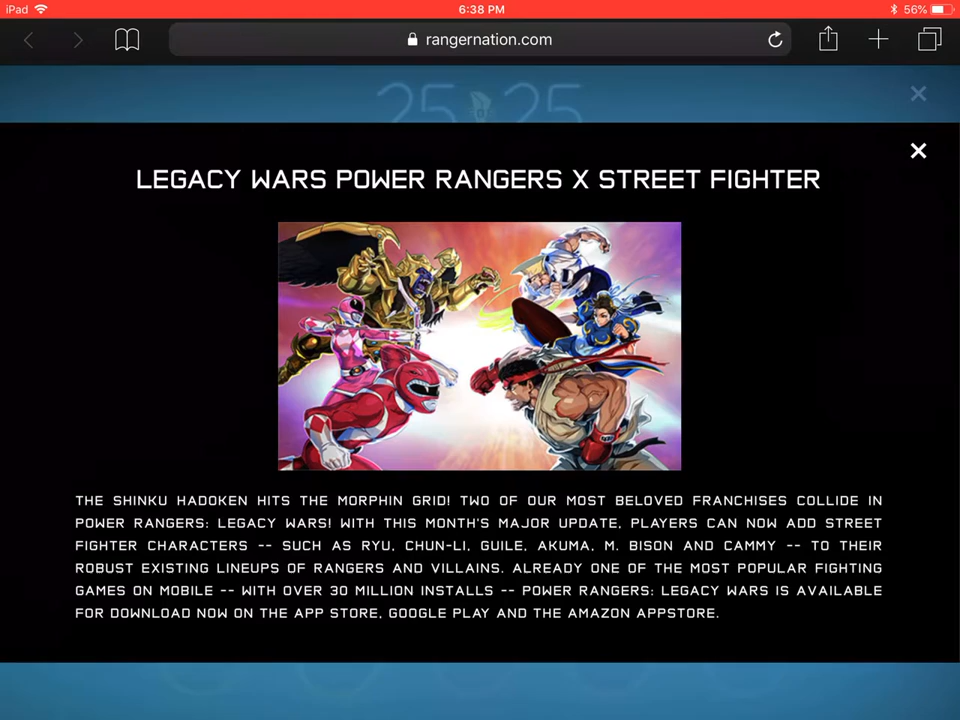 iPad 6:38 PM 56%
rangernation.com
25 25
LEGACY WARS POWER RANGERS X STREET FIGHTER
THE SHINKU HADOKEN HITS THE MORPHIN GRID! TWO OF OUR MOST BELOVED FRANCHISES COLLIDE IN
POWER RANGERS: LEGACY WARS! WITH THIS MONTH'S MAJOR UPDATE, PLAYERS CAN NOW ADD STREET
FIGHTER CHARACTERS -- SUCH AS RYU, CHUN-LI, GUILE, AKUMA, M. BISON AND CAMMY -- TO THEIR
ROBUST EXISTING LINEUPS OF RANGERS AND VILLAINS. ALREADY ONE OF THE MOST POPULAR FIGHTING
GAMES ON MOBILE -- WITH OVER 30 MILLION INSTALLS -- POWER RANGERS: LEGACY WARS IS AVAILABLE
FOR DOWNLOAD NOW ON THE APP STORE, GOOGLE PLAY AND THE AMAZON APPSTORE.